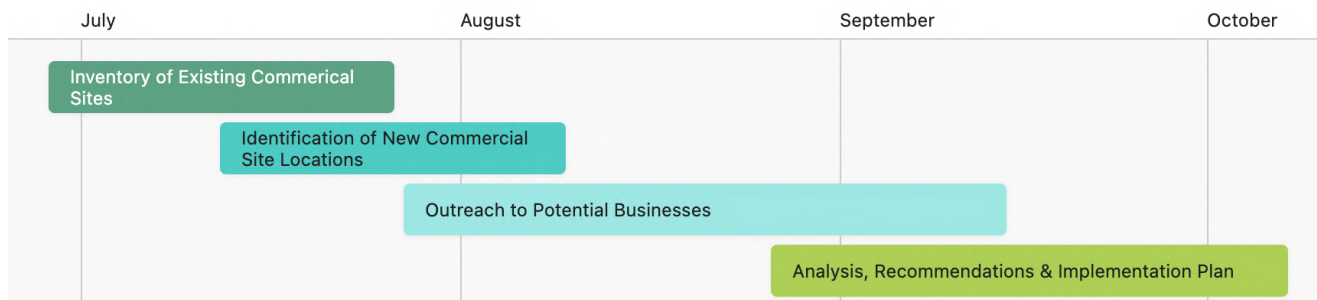 July August September October
Inventory of Existing Commerical
Sites
Identification of New Commercial
Site Locations
Outreach to Potential Businesses
Analysis, Recommendations & Implementation Plan